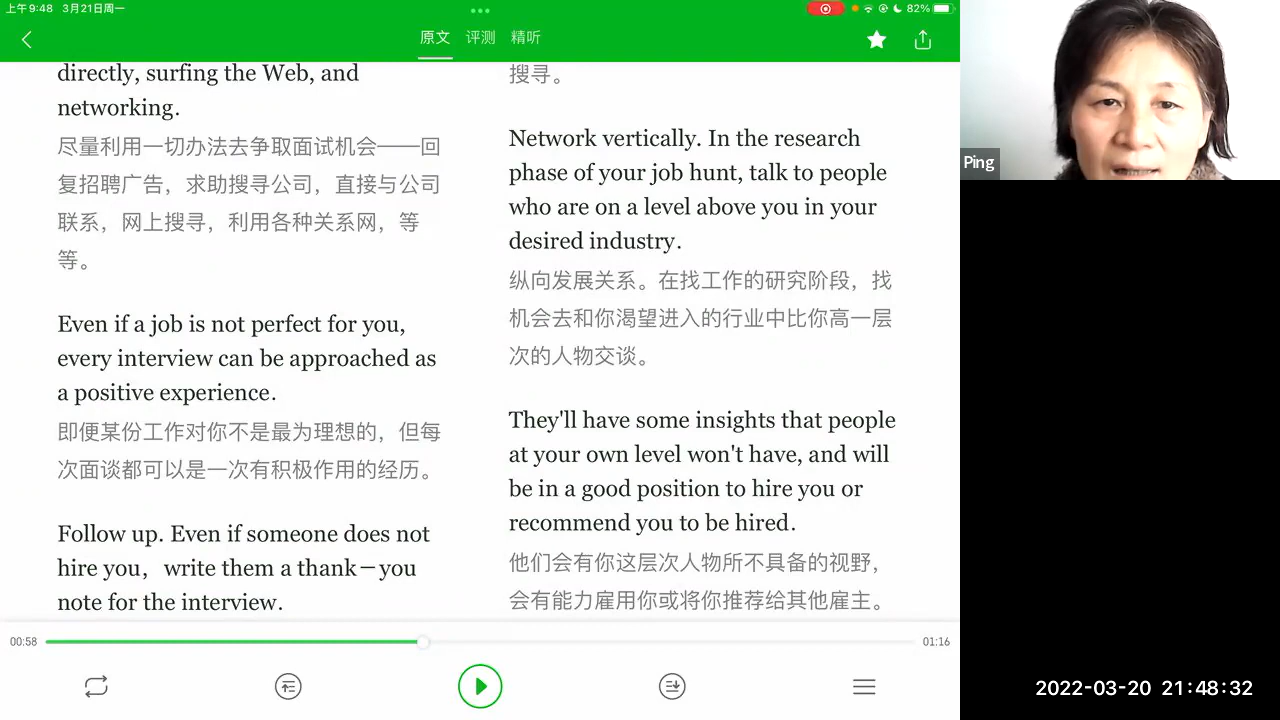 上午9:48 3月21日周一
82%
原文 评测 精听
directly, surfing the Web, and
networking.
尽量利用一切办法去争取面试机会——回
复招聘广告，求助搜寻公司，直接与公司
联系，网上搜寻，利用各种关系网，等
等。
Even if a job is not perfect for you,
every interview can be approached as
a positive experience.
即便某份工作对你不是最为理想的，但每
次面谈都可以是一次有积极作用的经历。
Follow up. Even if someone does not
hire you，write them a thank－you
note for the interview.
搜寻。
Network vertically. In the research
phase of your job hunt, talk to people
who are on a level above you in your
desired industry.
纵向发展关系。在找工作的研究阶段，找
机会去和你渴望进入的行业中比你高一层
次的人物交谈。
They'll have some insights that people
at your own level won't have, and will
be in a good position to hire you or
recommend you to be hired.
他们会有你这层次人物所不具备的视野，
会有能力雇用你或将你推荐给其他雇主。
00:58
01:16
Ping
2022-03-20 21:48:32